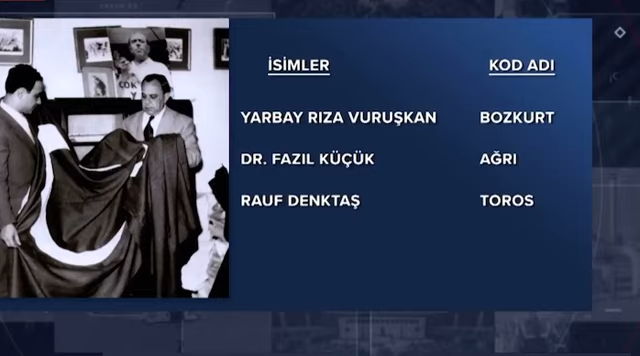 İSİMLER KOD ADI
YARBAY RIZA VURUŞKAN BOZKURT
DR. FAZIL KÜÇÜK AĞRI
RAUF DENKTAŞ TOROS